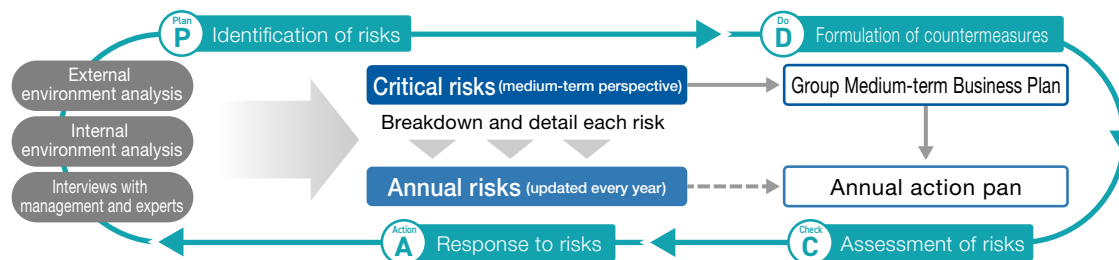 Plan
P
Identification of risks
Do
D
Formulation of countermeasures
External
environment analysis
Internal
environment analysis
Interviews with
management and experts
Critical risks (medium-term perspective)
Group Medium-term Business Plan
Breakdown and detail each risk
Annual risks (updated every year)
Annual action pan
Action
A
Response to risks
Check
C
Assessment of risks